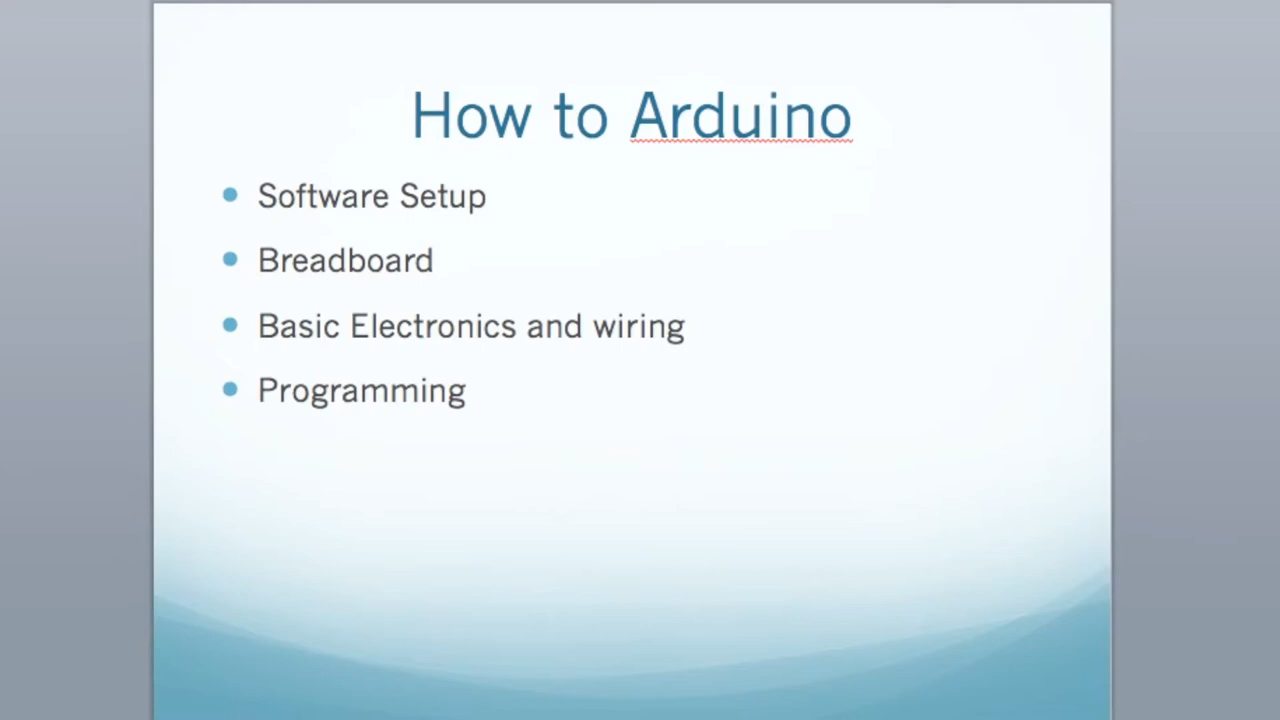 How to Arduino
Software Setup
Breadboard
Basic Electronics and wiring
Programming